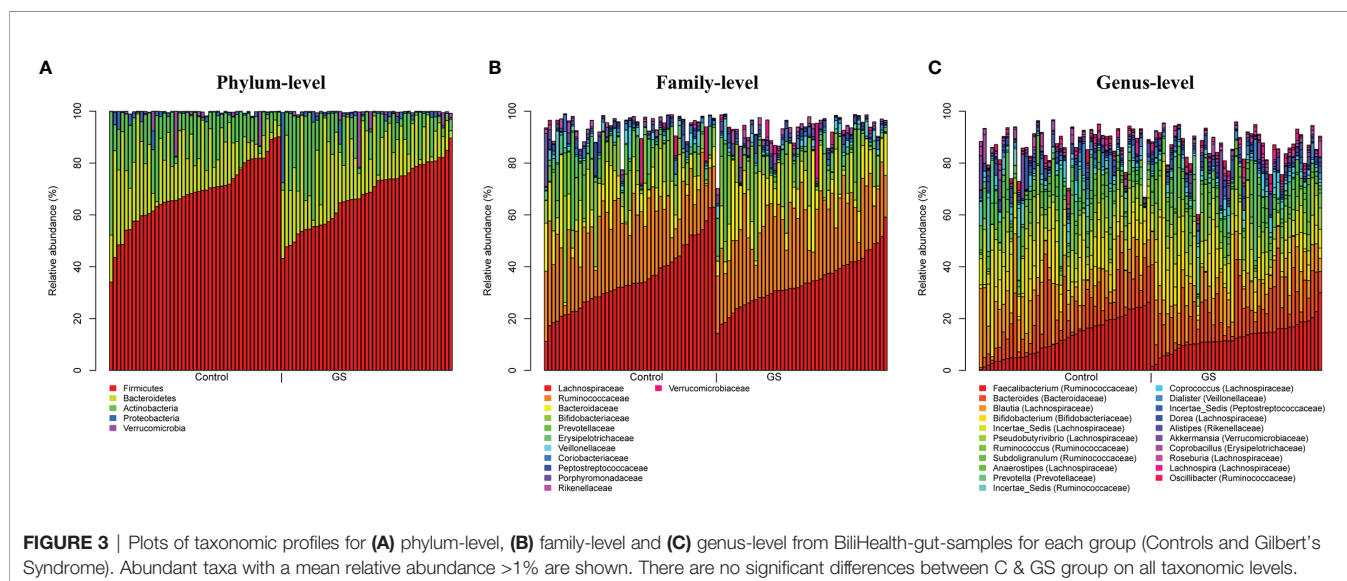 A
Phylum-level
Relative abundance (%)
100
80
60
40
20
0
Control
|
GS
Firmicutes
Bacteroidetes
Actinobacteria
Proteobacteria
Verrucomicrobia
B
Family-level
Relative abundance (%)
100
80
60
40
20
0
Control
|
GS
Lachnospiraceae
Ruminococcaceae
Bacteroidaceae
Bifidobacteriaceae
Prevotellaceae
Erysipelotrichaceae
Veillonellaceae
Coriobacteriaceae
Peptostreptococcaceae
Porphyromonadaceae
Rikenellaceae
Verrucomicrobiaceae
C
Genus-level
Relative abundance (%)
100
80
60
40
20
0
Control
|
GS
Faecalibacterium (Ruminococcaceae)
Bacteroides (Bacteroidaceae)
Blautia (Lachnospiraceae)
Bifidobacterium (Bifidobacteriaceae)
Incertae_Sedis (Lachnospiraceae)
Pseudobutyrivibrio (Lachnospiraceae)
Ruminococcus (Ruminococcaceae)
Subdoligranulum (Ruminococcaceae)
Anaerostipes (Lachnospiraceae)
Prevotella (Prevotellaceae)
Incertae_Sedis (Ruminococcaceae)
Coprococcus (Lachnospiraceae)
Dialister (Veillonellaceae)
Incertae_Sedis (Peptostreptococcaceae)
Dorea (Lachnospiraceae)
Alistipes (Rikenellaceae)
Akkermansia (Verrucomicrobiaceae)
Coprobacillus (Erysipelotrichaceae)
Roseburia (Lachnospiraceae)
Lachnospira (Lachnospiraceae)
Oscillibacter (Ruminococcaceae)
FIGURE 3 | Plots of taxonomic profiles for (A) phylum-level, (B) family-level and (C) genus-level from BiliHealth-gut-samples for each group (Controls and Gilbert's
Syndrome). Abundant taxa with a mean relative abundance >1% are shown. There are no significant differences between C & GS group on all taxonomic levels.